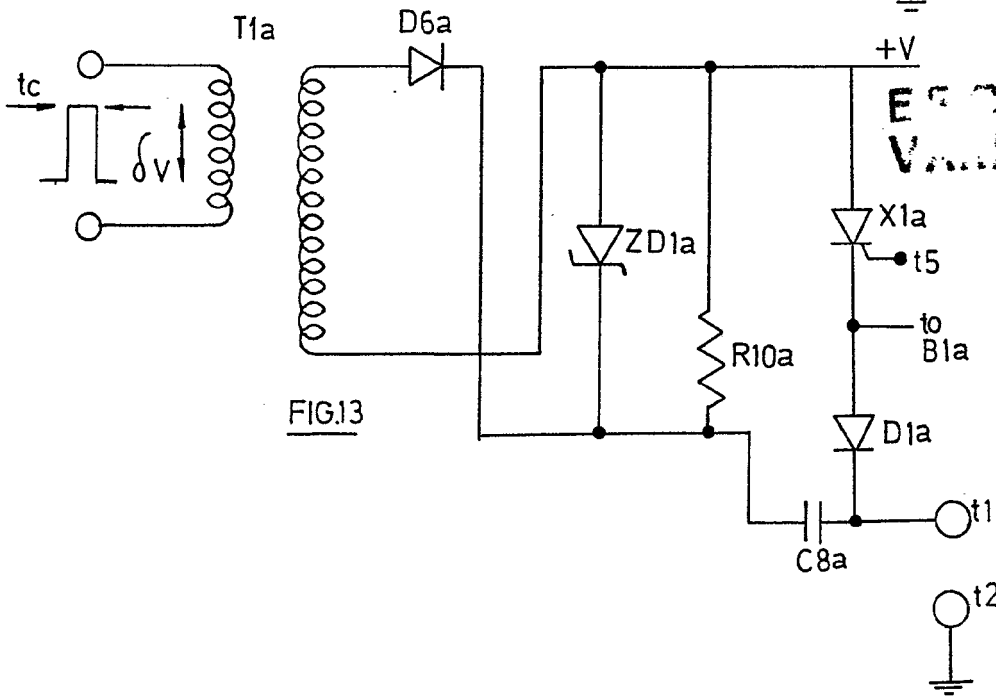 T1a
D6a
+V
tc
δV
X1a
t5
ZD1a
to
B1a
R10a
FIG.13
D1a
t1
C8a
t2